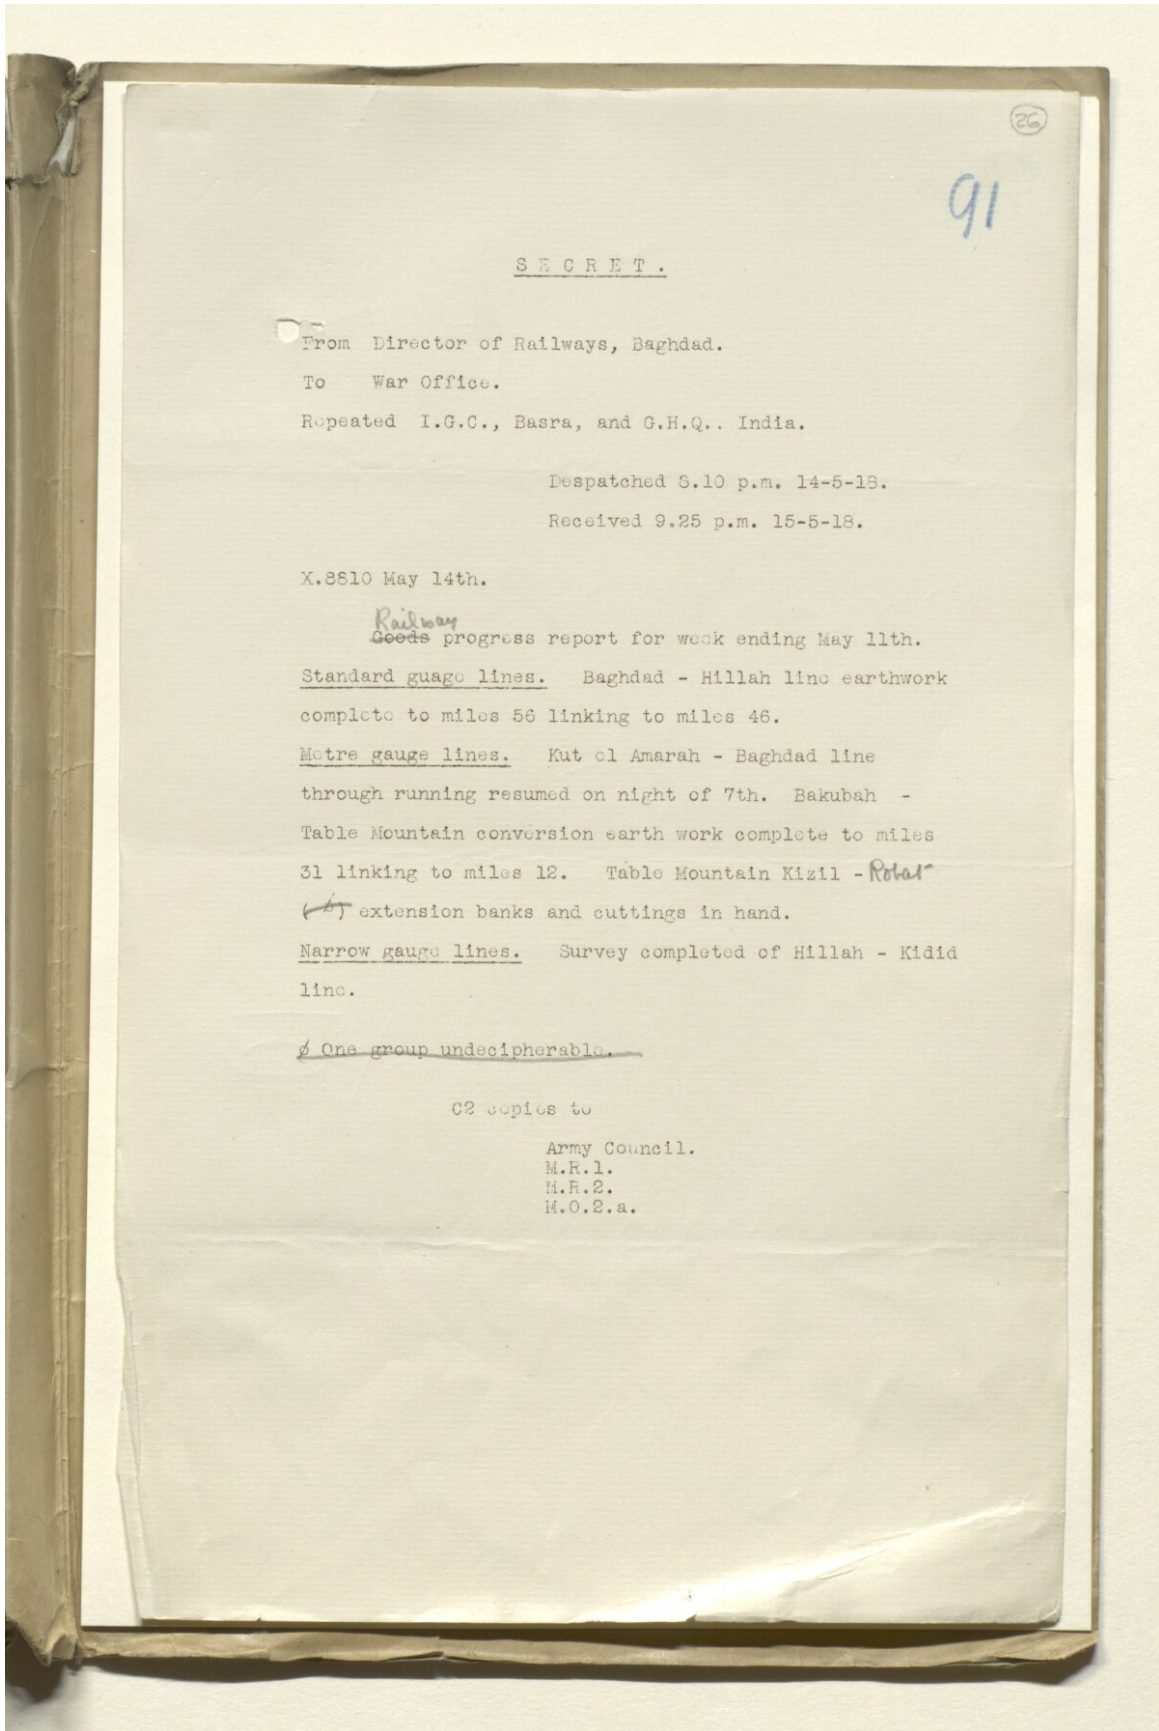 26
91
SECRET.
From Director of Railways, Baghdad.
To War Office.
Repeated I.G.C., Basra, and G.H.Q.. India.
Despatched 8.10 p.m. 14-5-18.
Received 9.25 p.m. 15-5-18.
X.8810 May 14th.
Railway
Goods progress report for week ending May 11th.
Standard guage lines. Baghdad - Hillah line earthwork
complete to miles 56 linking to miles 46.
Metre gauge lines. Kut el Amarah - Baghdad line
through running resumed on night of 7th. Bakubah -
Table Mountain conversion earth work complete to miles
31 linking to miles 12. Table Mountain Kizil - Robat
extension banks and cuttings in hand.
Narrow gauge lines. Survey completed of Hillah - Kidid
line.
ø One group undecipherable.
C2 copies to
Army Council.
M.R.1.
M.R.2.
M.O.2.a.